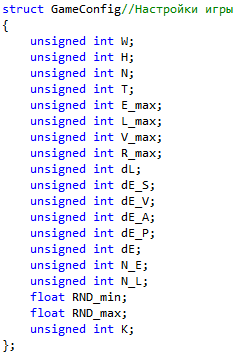 struct GameConfig//Настройки игры
{
    unsigned int W;
    unsigned int H;
    unsigned int N;
    unsigned int T;
    unsigned int E_max;
    unsigned int L_max;
    unsigned int V_max;
    unsigned int R_max;
    unsigned int dL;
    unsigned int dE_S;
    unsigned int dE_V;
    unsigned int dE_A;
    unsigned int dE_P;
    unsigned int dE;
    unsigned int N_E;
    unsigned int N_L;
    float RND_min;
    float RND_max;
    unsigned int K;
};